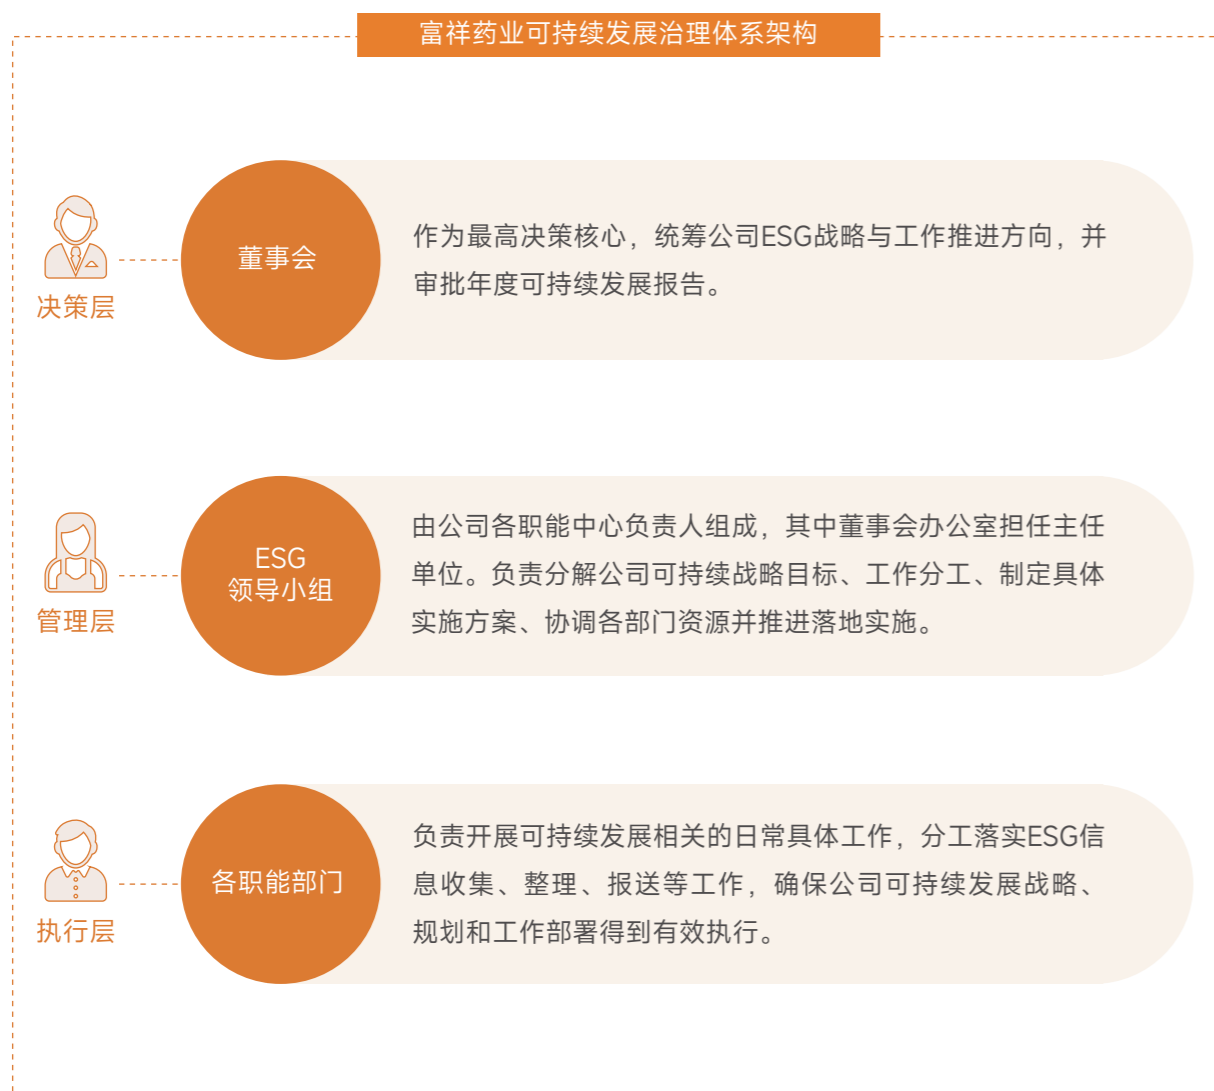 富祥药业可持续发展治理体系架构
决策层
董事会
作为最高决策核心，统筹公司ESG战略与工作推进方向，并
审批年度可持续发展报告。
管理层
ESG
领导小组
由公司各职能中心负责人组成，其中董事会办公室担任主任
单位。负责分解公司可持续战略目标、工作分工、制定具体
实施方案、协调各部门资源并推进落地实施。
执行层
各职能部门
负责开展可持续发展相关的日常具体工作，分工落实ESG信
息收集、整理、报送等工作，确保公司可持续发展战略、
规划和工作部署得到有效执行。